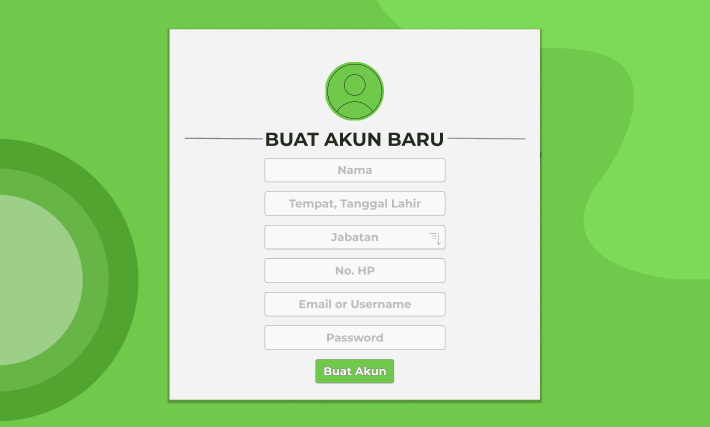 BUAT AKUN BARU
Nama
Tempat, Tanggal Lahir
Jabatan
No. HP
Email or Username
Password
Buat Akun